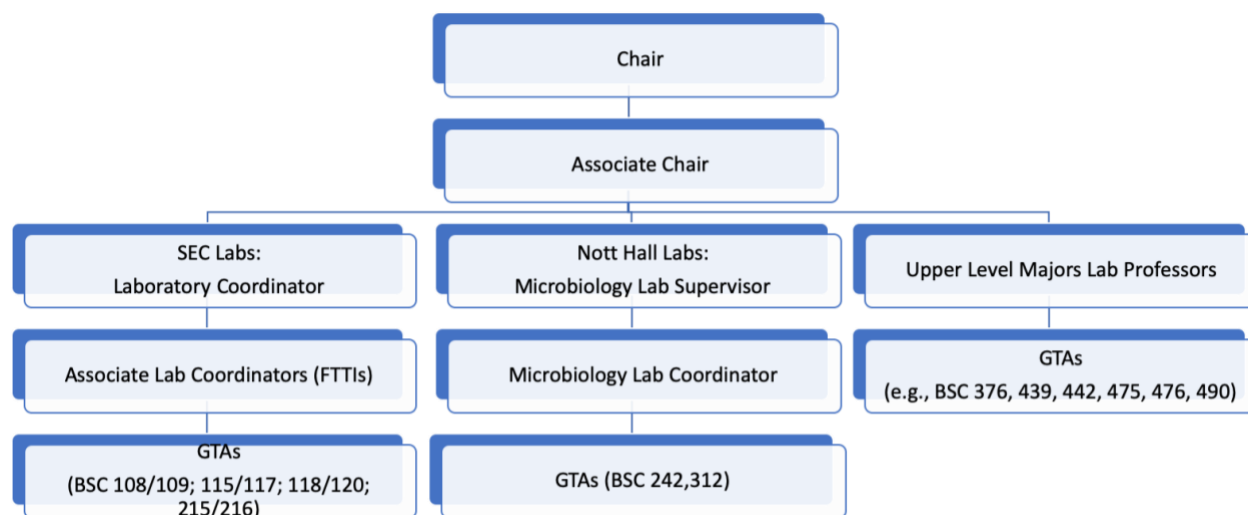 Chair
Associate Chair
SEC Labs:
Laboratory Coordinator
Nott Hall Labs:
Microbiology Lab Supervisor
Upper Level Majors Lab Professors
Associate Lab Coordinators (FTTIs)
Microbiology Lab Coordinator
GTAs
(e.g., BSC 376, 439, 442, 475, 476, 490)
GTAs
(BSC 108/109; 115/117; 118/120;
215/216)
GTAs (BSC 242,312)